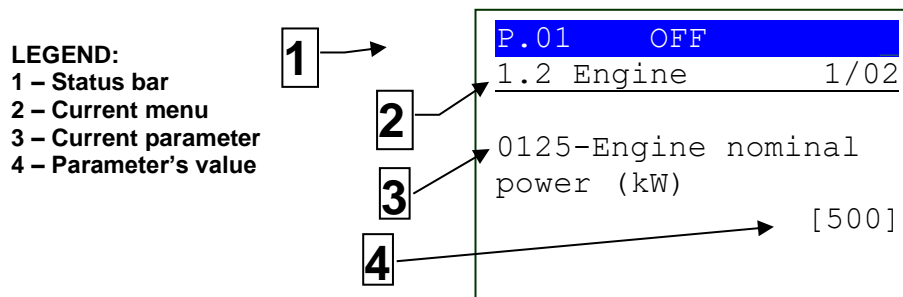 LEGEND:
1 – Status bar
2 – Current menu
3 – Current parameter
4 – Parameter's value
1
2
3
4
P.01 OFF _
1.2 Engine 1/02
0125-Engine nominal
power (kW)
[500]